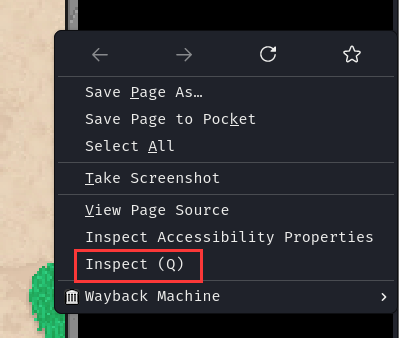 Save Page As…
Save Page to Pocket
Select All
Take Screenshot
View Page Source
Inspect Accessibility Properties
Inspect (Q)
Wayback Machine